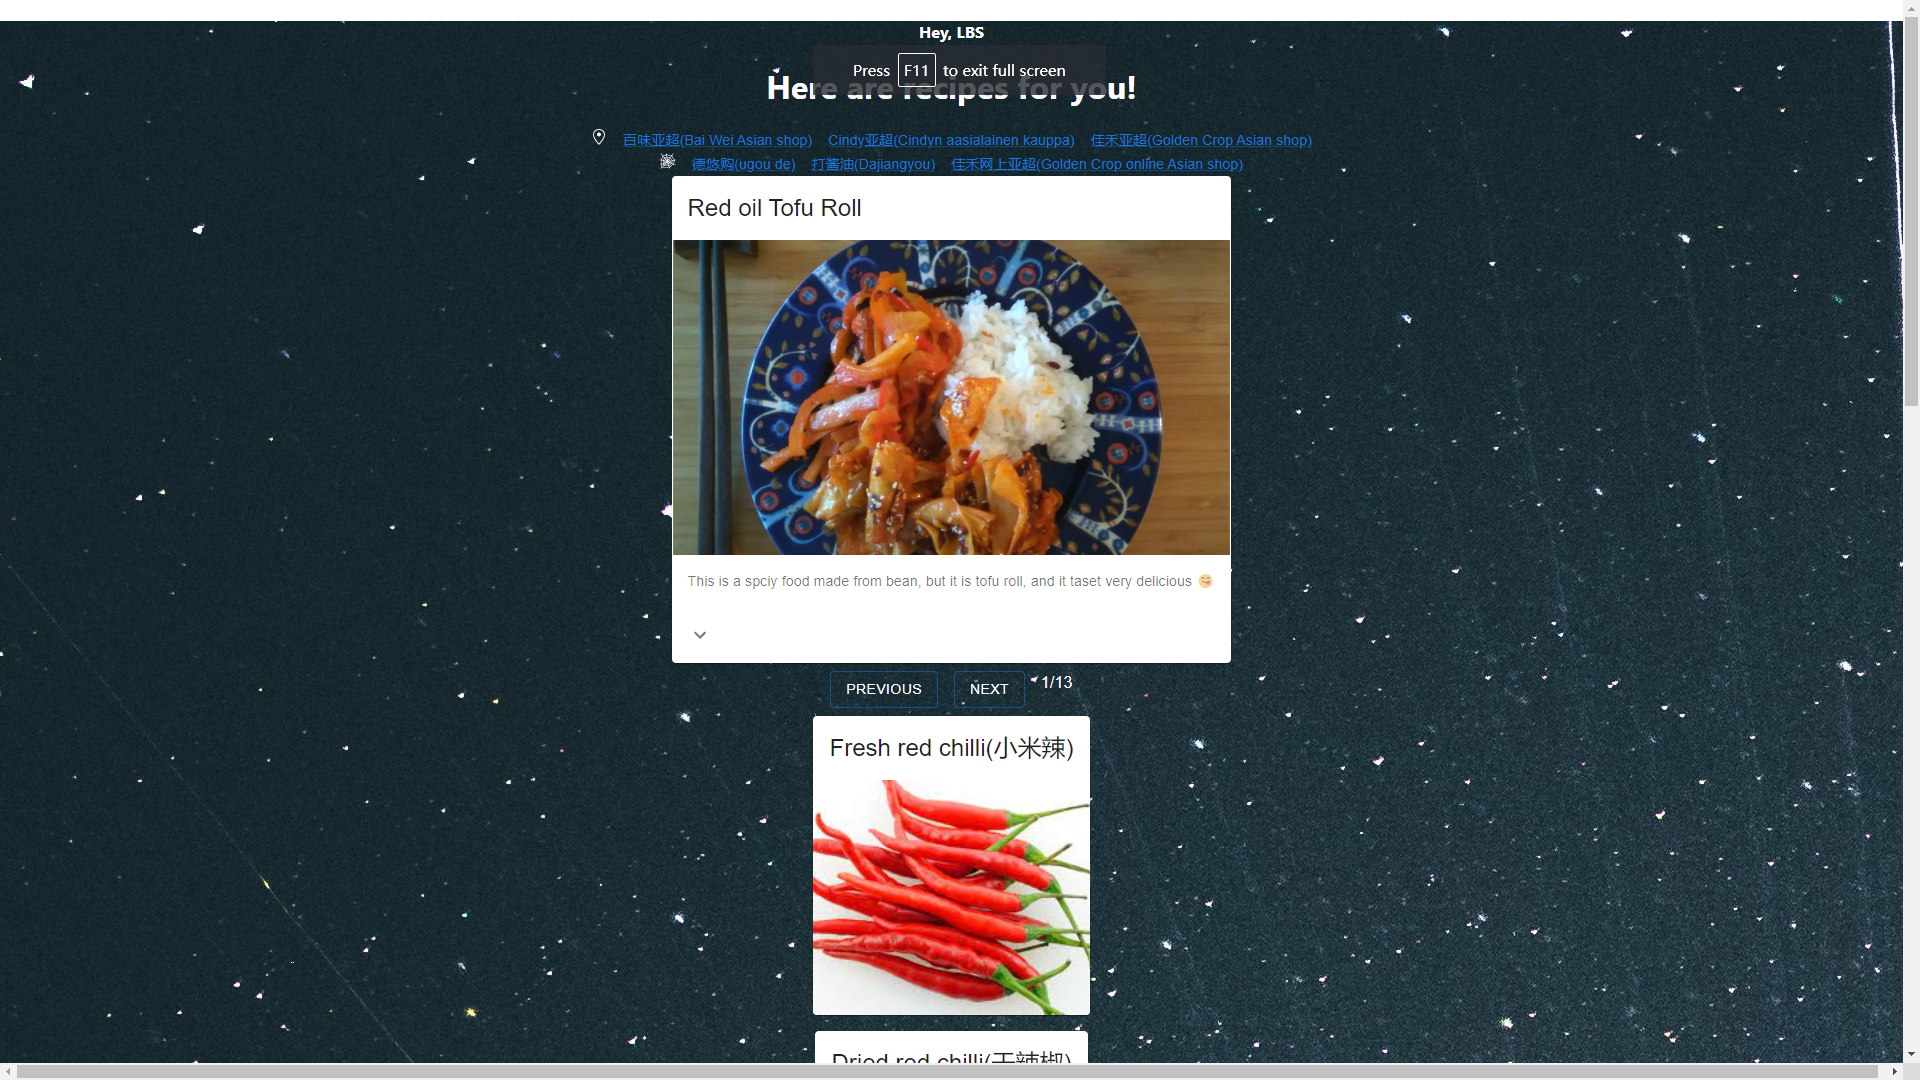 Hey, LBS
Press F11 to exit full screen
Here are recipes for you!
百味亚超(Bai Wei Asian shop) Cindy亚超(Cindyn aasialainen kauppa) 佳禾亚超(Golden Crop Asian shop)
德悠购(ugou de) 打酱油(Dajiangyou) 佳禾网上亚超(Golden Crop online Asian shop)
Red oil Tofu Roll
This is a spciy food made from bean, but it is tofu roll, and it taset very delicious 😋
PREVIOUS NEXT 1/13
Fresh red chilli(小米辣)
Dried red chilli(干辣椒)